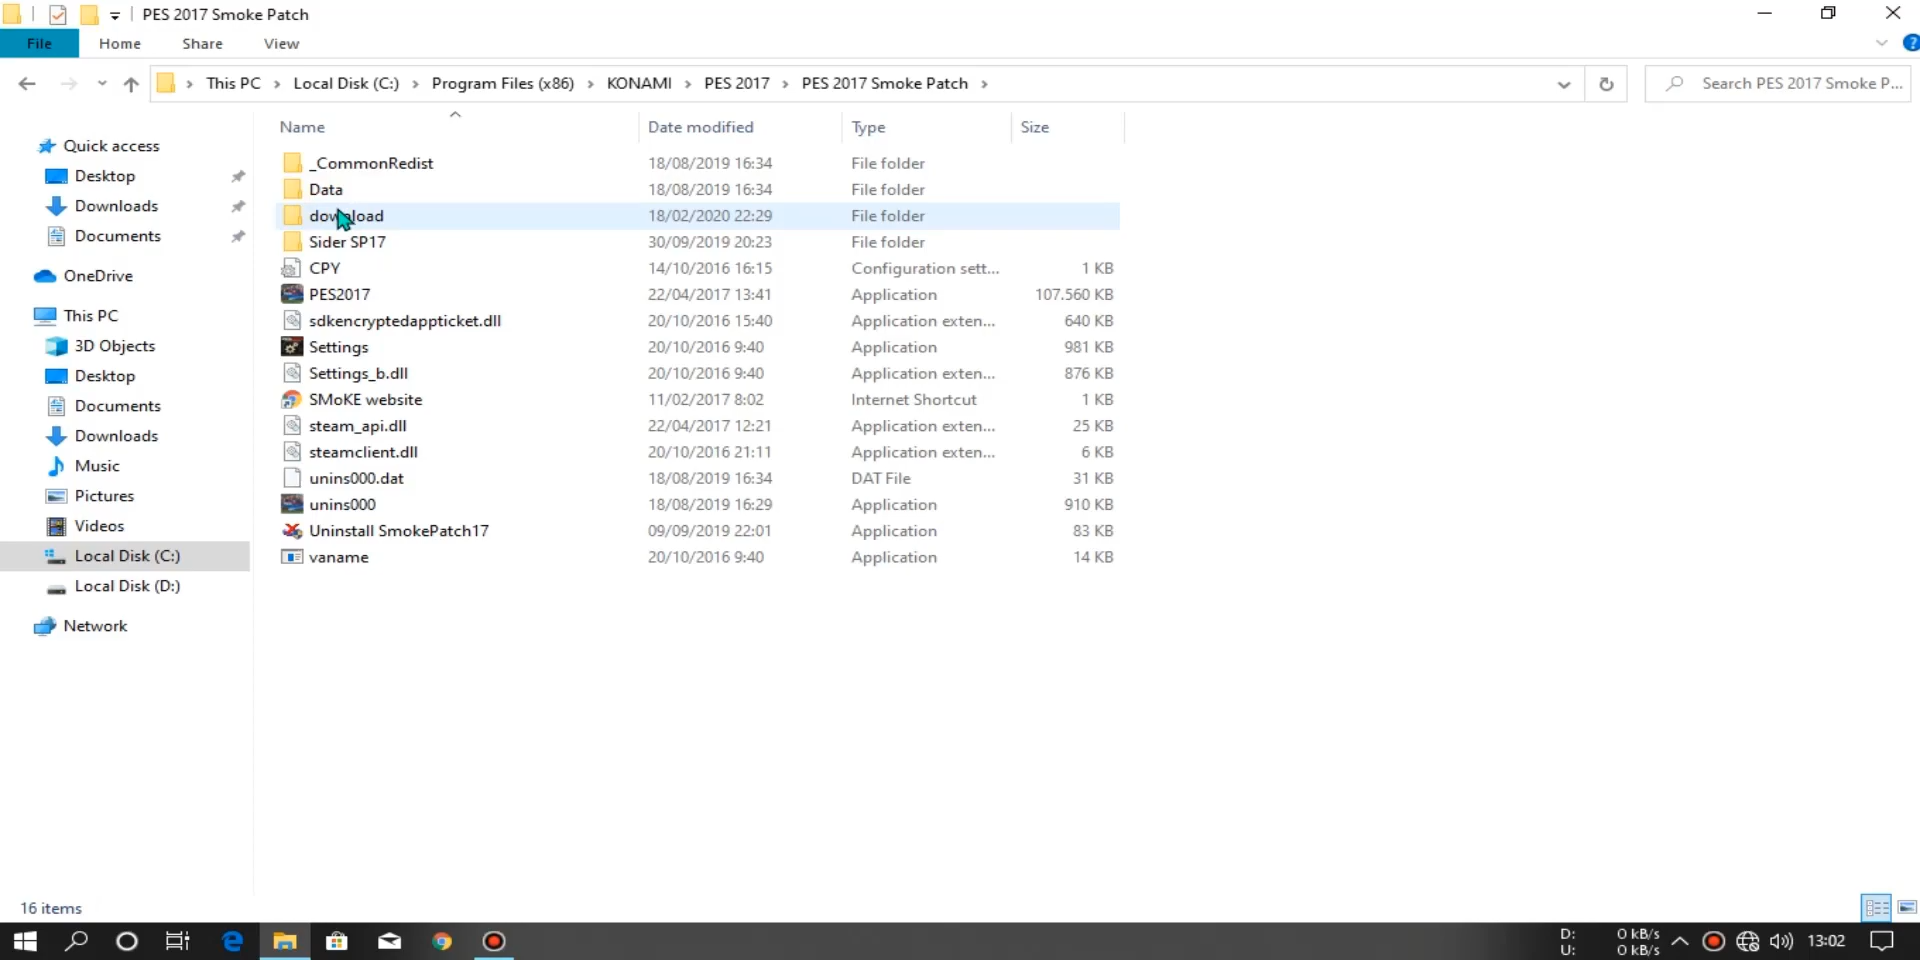 PES 2017 Smoke Patch
File Home Share View
This PC Local Disk (C:) Program Files (x86) KONAMI PES 2017 PES 2017 Smoke Patch
Search PES 2017 Smoke P...
Name Date modified Type Size
Quick access
Desktop
Downloads
Documents
OneDrive
This PC
3D Objects
Desktop
Documents
Downloads
Music
Pictures
Videos
Local Disk (C:)
Local Disk (D:)
Network
_CommonRedist 18/08/2019 16:34 File folder
Data 18/08/2019 16:34 File folder
download 18/02/2020 22:29 File folder
Sider SP17 30/09/2019 20:23 File folder
CPY 14/10/2016 16:15 Configuration sett... 1 KB
PES2017 22/04/2017 13:41 Application 107.560 KB
sdkencryptedappticket.dll 20/10/2016 15:40 Application exten... 640 KB
Settings 20/10/2016 9:40 Application 981 KB
Settings_b.dll 20/10/2016 9:40 Application exten... 876 KB
SMoKE website 11/02/2017 8:02 Internet Shortcut 1 KB
steam_api.dll 22/04/2017 12:21 Application exten... 25 KB
steamclient.dll 20/10/2016 21:11 Application exten... 6 KB
unins000.dat 18/08/2019 16:34 DAT File 31 KB
unins000 18/08/2019 16:29 Application 910 KB
Uninstall SmokePatch17 09/09/2019 22:01 Application 83 KB
vaname 20/10/2016 9:40 Application 14 KB
16 items
D: 0 kB/s
U: 0 kB/s
13:02